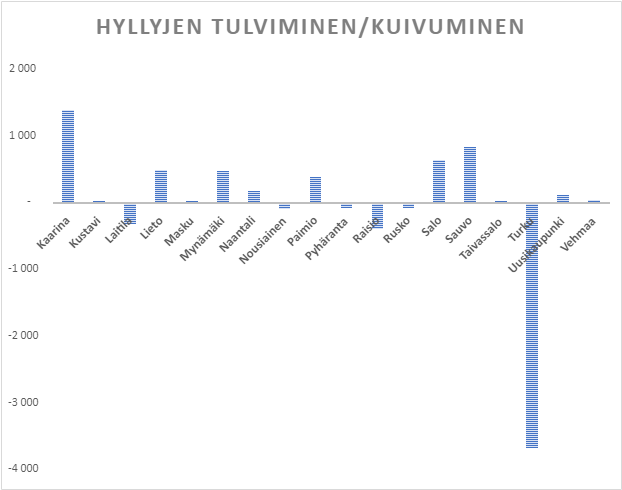 HYLLYJEN TULVIMINEN/KUIVUMINEN
2 000
1 000
-
-1 000
-2 000
-3 000
-4 000
Kaarina
Kustavi
Laitila
Lieto
Masku
Mynämäki
Naantali
Nousiainen
Paimio
Pyhäranta
Raisio
Rusko
Salo
Sauvo
Taivassalo
Turku
Uusikaupunki
Vehmaa